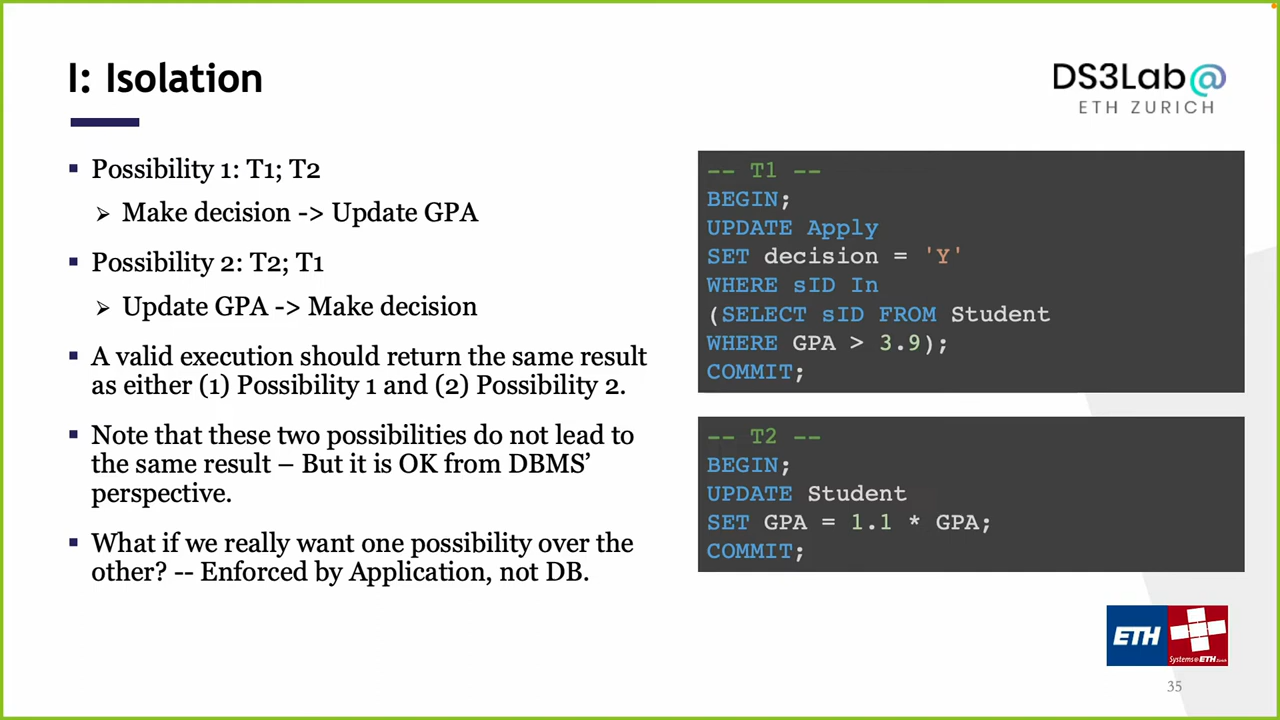 I: Isolation
DS3Lab@
ETH ZURICH
▪ Possibility 1: T1; T2
➢ Make decision -> Update GPA
▪ Possibility 2: T2; T1
➢ Update GPA -> Make decision
▪ A valid execution should return the same result
as either (1) Possibility 1 and (2) Possibility 2.
▪ Note that these two possibilities do not lead to
the same result – But it is OK from DBMS’
perspective.
▪ What if we really want one possibility over the
other? -- Enforced by Application, not DB.
-- T1 --
BEGIN;
UPDATE Apply
SET decision = 'Y'
WHERE sID In
(SELECT sID FROM Student
WHERE GPA > 3.9);
COMMIT;
-- T2 --
BEGIN;
UPDATE Student
SET GPA = 1.1 * GPA;
COMMIT;
ETH
Systems@ETH Zurich
35